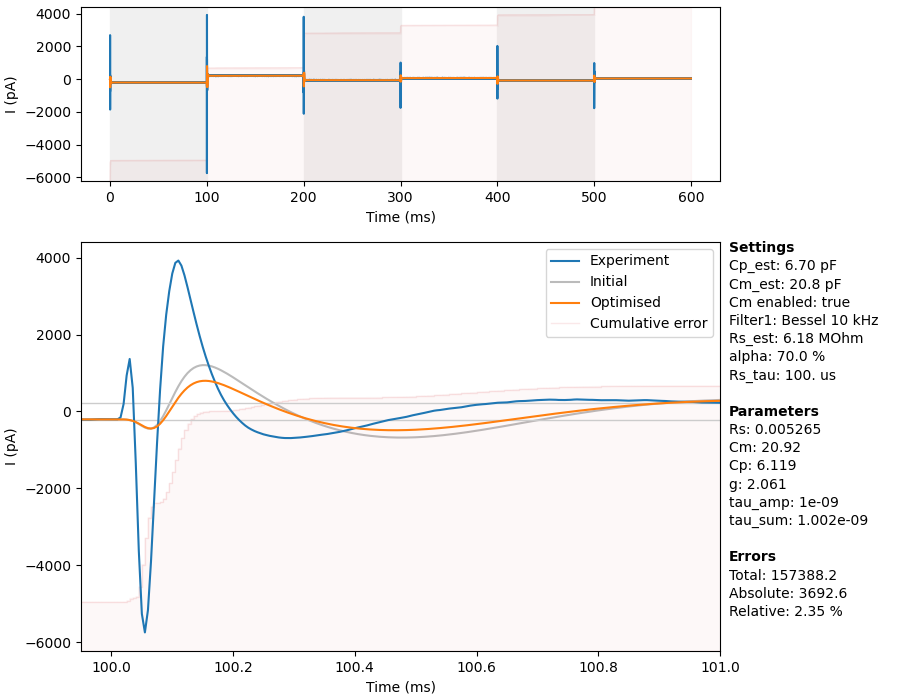 4000
2000
0
−2000
−4000
−6000
I (pA)
0 100 200 300 400 500 600
Time (ms)
4000
2000
0
−2000
−4000
−6000
I (pA)
Experiment
Initial
Optimised
Cumulative error
100.0 100.2 100.4 100.6 100.8 101.0
Time (ms)
Settings
Cp_est: 6.70 pF
Cm_est: 20.8 pF
Cm enabled: true
Filter1: Bessel 10 kHz
Rs_est: 6.18 MOhm
alpha: 70.0 %
Rs_tau: 100. us
Parameters
Rs: 0.005265
Cm: 20.92
Cp: 6.119
g: 2.061
tau_amp: 1e-09
tau_sum: 1.002e-09
Errors
Total: 157388.2
Absolute: 3692.6
Relative: 2.35 %